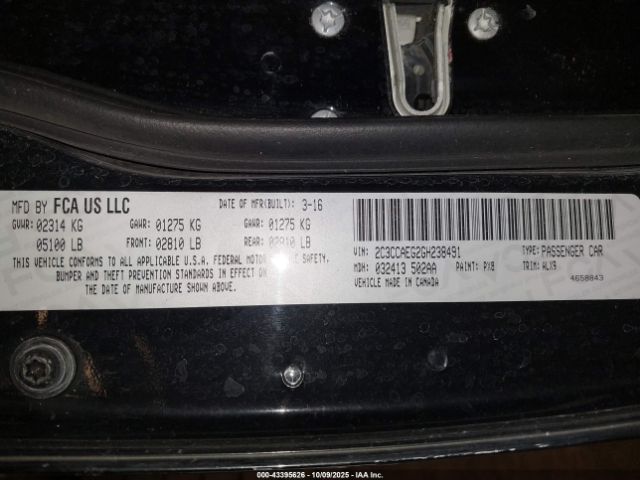 MFD BY FCA US LLC DATE OF MFR(BUILT): 3-16
GVWR: 02314 KG GAWR: 01275 KG GAWR: 01275 KG
05100 LB FRONT: 02810 LB REAR: 02810 LB
THIS VEHICLE CONFORMS TO ALL APPLICABLE U.S.A. FEDERAL MOTOR VEHICLE SAFETY,
BUMPER AND THEFT PREVENTION STANDARDS IN EFFECT ON
THE DATE OF MANUFACTURE SHOWN ABOVE.
VIN: 2C3CCAEG2GH238491 TYPE: PASSENGER CAR
MDH: 032413 502AA PAINT: PX8 TRIM: ALX9
VEHICLE MADE IN CANADA 4658843
000-43395626 - 10/09/2025 - IAA Inc.